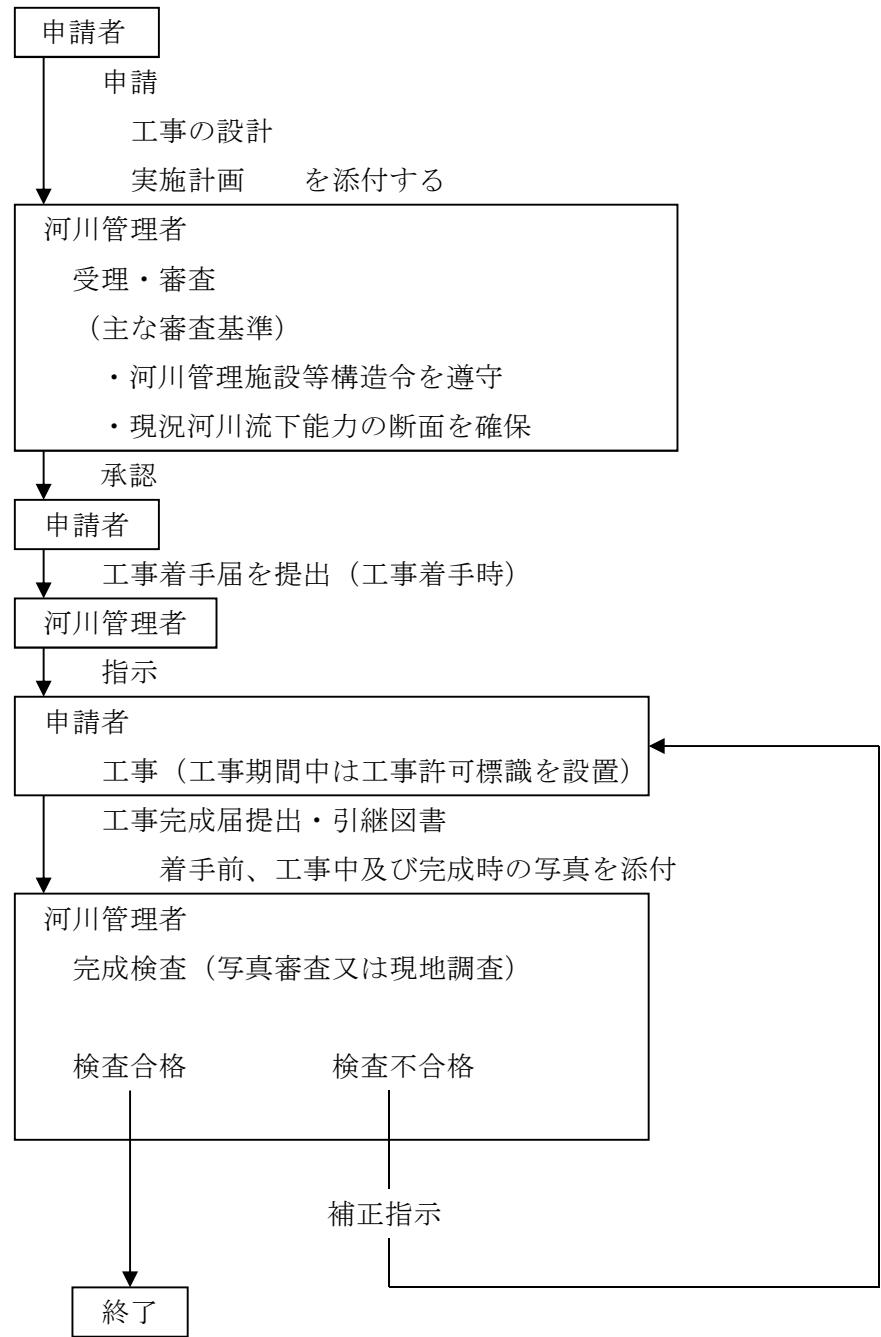 申請者
申請
工事の設計
実施計画　　を添付する
河川管理者
受理・審査
（主な審査基準）
・河川管理施設等構造令を遵守
・現況河川流下能力の断面を確保
承認
申請者
工事着手届を提出（工事着手時）
河川管理者
指示
申請者
工事（工事期間中は工事許可標識を設置）
工事完成届提出・引継図書
着手前、工事中及び完成時の写真を添付
河川管理者
完成検査（写真審査又は現地調査）
検査合格　　　　　検査不合格
補正指示
終了